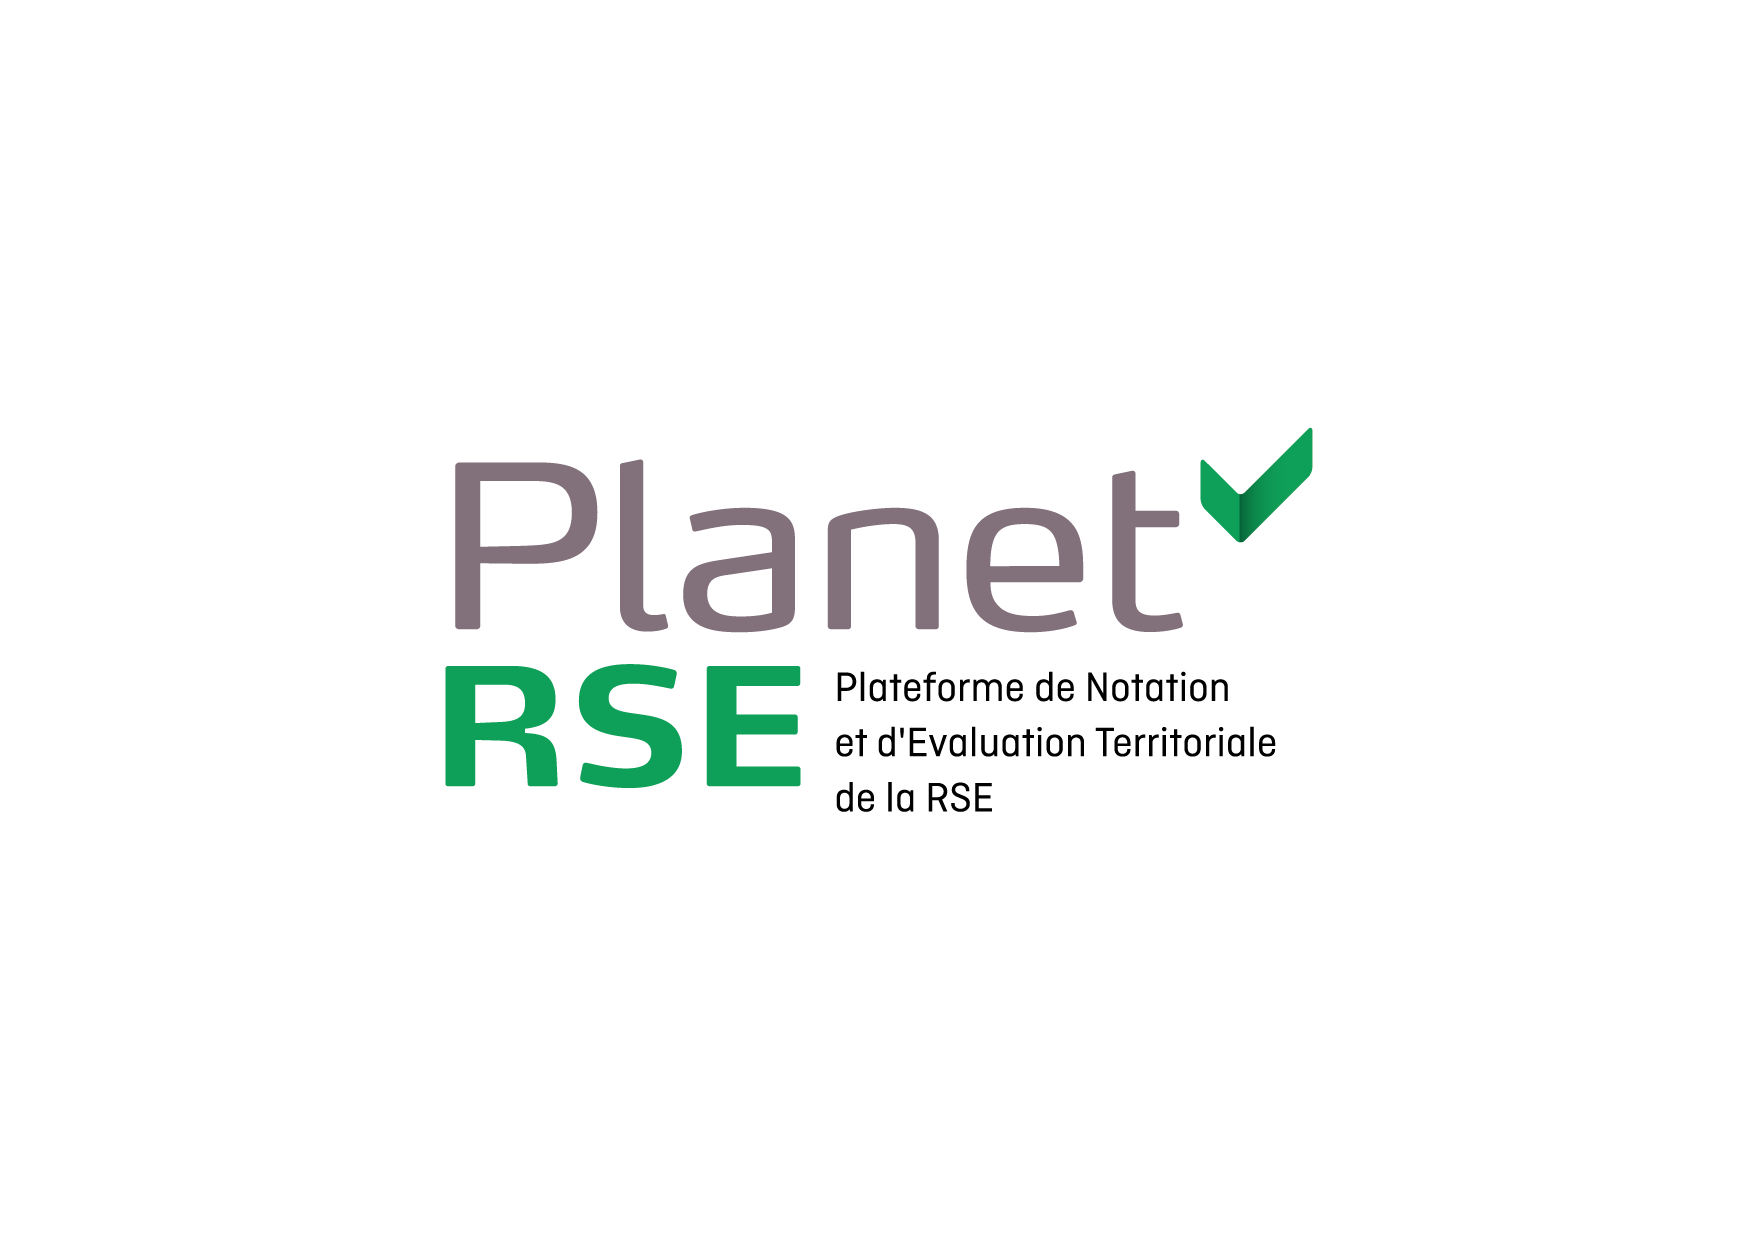 Planet
RSE
Plateforme de Notation
et d'Evaluation Territoriale
de la RSE